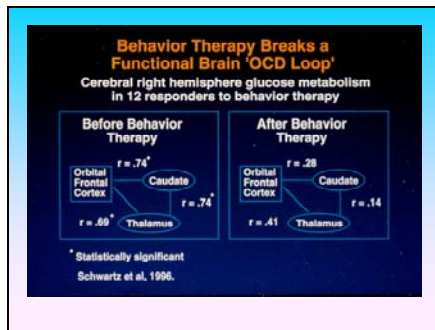 Behavior Therapy Breaks a
Functional Brain 'OCD Loop'
Cerebral right hemisphere glucose metabolism
in 12 responders to behavior therapy
Before Behavior
Therapy
r = .74*
Orbital
Frontal
Cortex
Caudate
r = .74*
r = .69*
Thalamus
After Behavior
Therapy
r = .28
Orbital
Frontal
Cortex
Caudate
r = .14
r = .41
Thalamus
* Statistically significant
Schwartz et al, 1996.